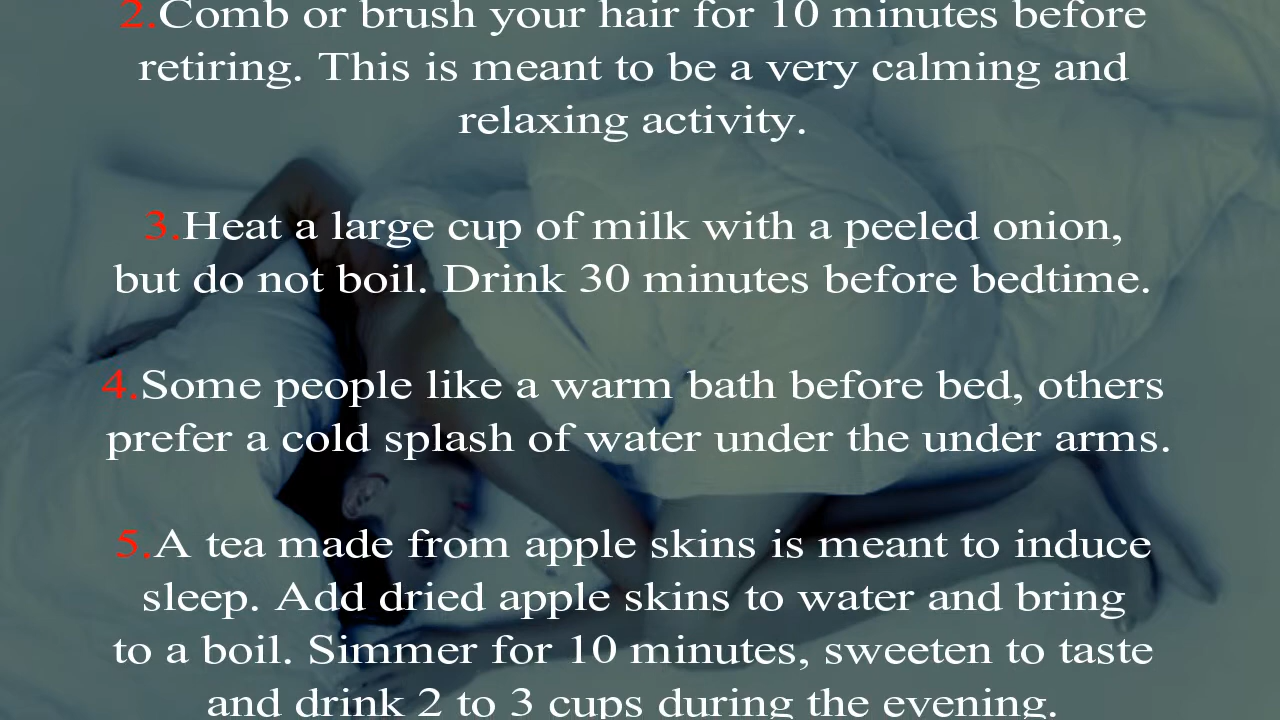 2.Comb or brush your hair for 10 minutes before
retiring. This is meant to be a very calming and
relaxing activity.
3.Heat a large cup of milk with a peeled onion,
but do not boil. Drink 30 minutes before bedtime.
4.Some people like a warm bath before bed, others
prefer a cold splash of water under the under arms.
5.A tea made from apple skins is meant to induce
sleep. Add dried apple skins to water and bring
to a boil. Simmer for 10 minutes, sweeten to taste
and drink 2 to 3 cups during the evening.